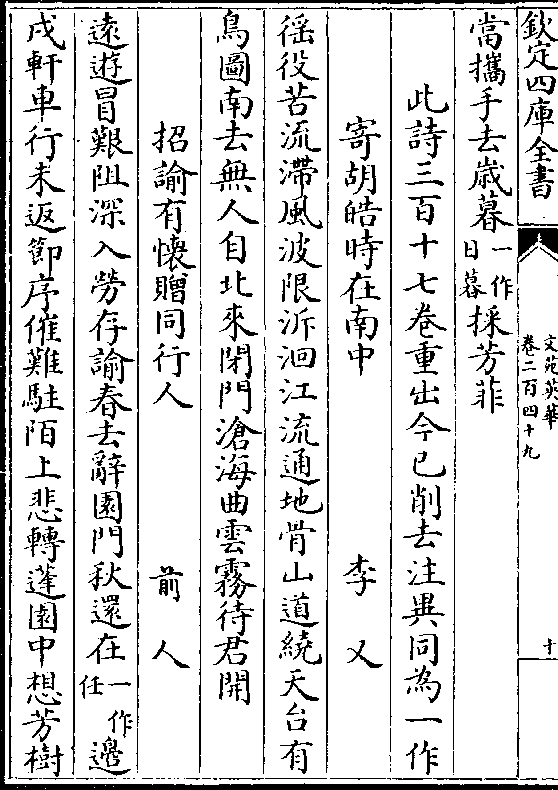 欽定四庫全書
文苑英華
卷二百四十九
十
當攜手去歲暮一作日暮採芳菲
此詩三百十七卷重出今已削去注異同為一作
寄胡皓時在南中
李乂
徭役苦流滯風波限泝洄江流通地骨山道繞天台有
鳥圖南去無人自北來閉門滄海曲雲霧待君開
招諭有懷贈同行人
前人
遠遊冒艱阻深入勞存諭春去辭園門秋還在一作任邊
戍軒車行未返節序催難駐陌上悲轉蓬園中想芳樹